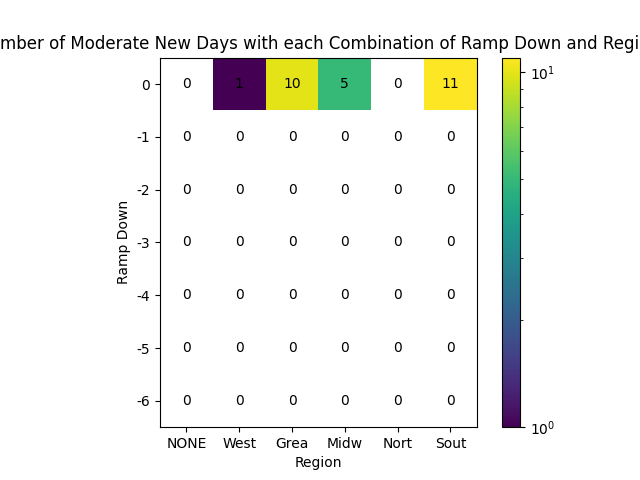 mber of Moderate New Days with each Combination of Ramp Down and Regi
0 0 1 10 5 0 11
-1 0 0 0 0 0 0
-2 0 0 0 0 0 0
-3 0 0 0 0 0 0
-4 0 0 0 0 0 0
-5 0 0 0 0 0 0
-6 0 0 0 0 0 0
NONE West Grea Midw Nort Sout
Region
Ramp Down
10¹
10⁰